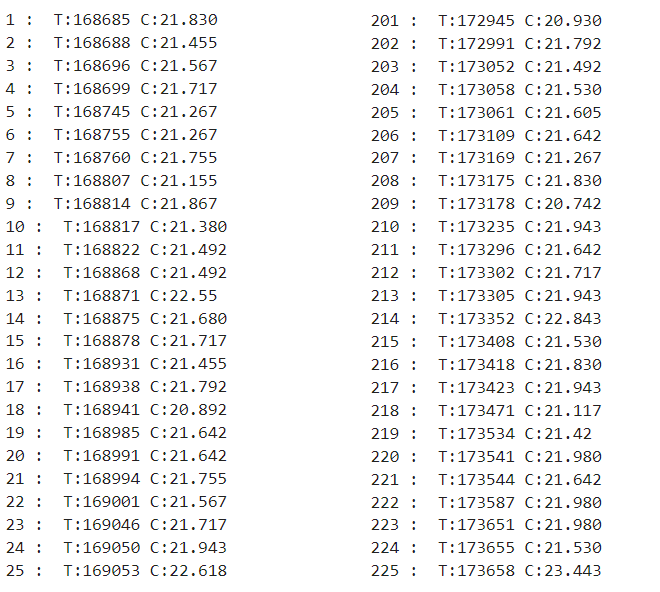 1 :  T:168685 C:21.830
2 :  T:168688 C:21.455
3 :  T:168696 C:21.567
4 :  T:168699 C:21.717
5 :  T:168745 C:21.267
6 :  T:168755 C:21.267
7 :  T:168760 C:21.755
8 :  T:168807 C:21.155
9 :  T:168814 C:21.867
10 :  T:168817 C:21.380
11 :  T:168822 C:21.492
12 :  T:168868 C:21.492
13 :  T:168871 C:22.55
14 :  T:168875 C:21.680
15 :  T:168878 C:21.717
16 :  T:168931 C:21.455
17 :  T:168938 C:21.792
18 :  T:168941 C:20.892
19 :  T:168985 C:21.642
20 :  T:168991 C:21.642
21 :  T:168994 C:21.755
22 :  T:169001 C:21.567
23 :  T:169046 C:21.717
24 :  T:169050 C:21.943
25 :  T:169053 C:22.618
201 :  T:172945 C:20.930
202 :  T:172991 C:21.792
203 :  T:173052 C:21.492
204 :  T:173058 C:21.530
205 :  T:173061 C:21.605
206 :  T:173109 C:21.642
207 :  T:173169 C:21.267
208 :  T:173175 C:21.830
209 :  T:173178 C:20.742
210 :  T:173235 C:21.943
211 :  T:173296 C:21.642
212 :  T:173302 C:21.717
213 :  T:173305 C:21.943
214 :  T:173352 C:22.843
215 :  T:173408 C:21.530
216 :  T:173418 C:21.830
217 :  T:173423 C:21.943
218 :  T:173471 C:21.117
219 :  T:173534 C:21.42
220 :  T:173541 C:21.980
221 :  T:173544 C:21.642
222 :  T:173587 C:21.980
223 :  T:173651 C:21.980
224 :  T:173655 C:21.530
225 :  T:173658 C:23.443